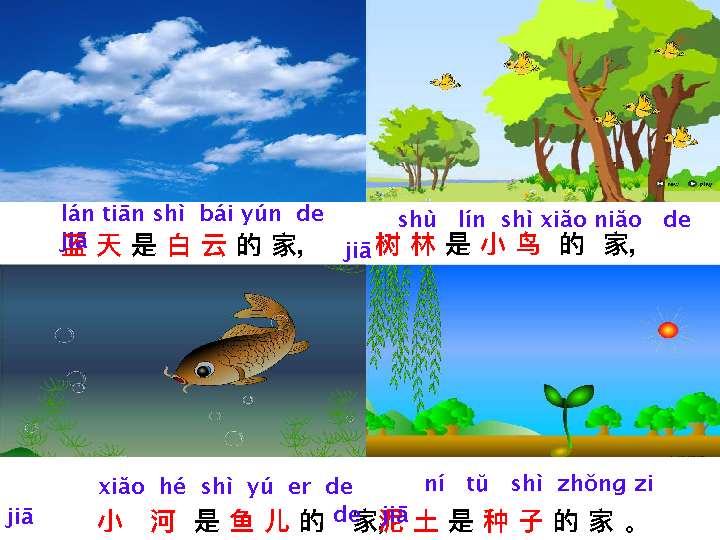 lán tiān shì bái yún de
jiā
蓝天是白云的家,
shù lín shì xiǎo niǎo de
jiā
树林是小鸟的家,
xiǎo hé shì yú er de
jiā
小河是鱼儿的家,
ní tǔ shì zhǒng zi
de jiā
泥土是种子的家。
play